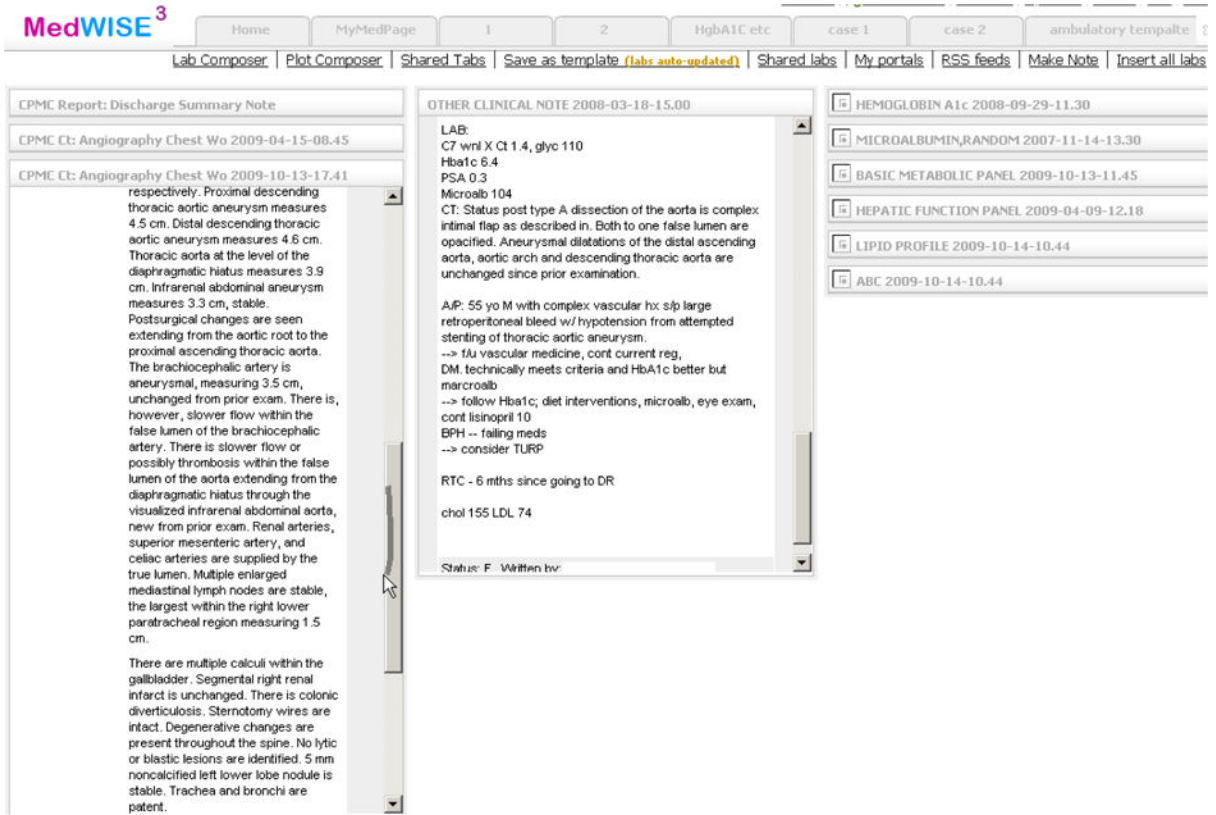 MedWISE 3
Home MyMedPage 1 2 HgbA1C etc case 1 case 2 ambulatory tempalte
Lab Composer | Plot Composer | Shared Tabs | Save as template (labs auto-updated) | Shared labs | My portals | RSS feeds | Make Note | Insert all labs
CPMC Report: Discharge Summary Note
CPMC Ct: Angiography Chest Wo 2009-04-15-08.45
CPMC Ct: Angiography Chest Wo 2009-10-13-17.41
respectively. Proximal descending
thoracic aortic aneurysm measures
4.5 cm. Distal descending thoracic
aortic aneurysm measures 4.6 cm.
Thoracic aorta at the level of the
diaphragmatic hiatus measures 3.9
cm. Infrarenal abdominal aneurysm
measures 3.3 cm, stable.
Postsurgical changes are seen
extending from the aortic root to the
proximal ascending thoracic aorta.
The brachiocephalic artery is
aneurysmal, measuring 3.5 cm,
unchanged from prior exam. There is,
however, slower flow within the
false lumen of the brachiocephalic
artery. There is slower flow or
possibly thrombosis within the false
lumen of the aorta extending from the
diaphragmatic hiatus through the
visualized infrarenal abdominal aorta,
new from prior exam. Renal arteries,
superior mesenteric artery, and
celiac arteries are supplied by the
true lumen. Multiple enlarged
mediastinal lymph nodes are stable,
the largest within the right lower
paratracheal region measuring 1.5
cm.
There are multiple calculi within the
gallbladder. Segmental right renal
infarct is unchanged. There is colonic
diverticulosis. Sternotomy wires are
intact. Degenerative changes are
present throughout the spine. No lytic
or blastic lesions are identified. 5 mm
noncalcified left lower lobe nodule is
stable. Trachea and bronchi are
patent.
OTHER CLINICAL NOTE 2008-03-18-15.00
LAB:
C7 wnl X Ct 1.4, glyc 110
Hba1c 6.4
PSA 0.3
Microalb 104
CT: Status post type A dissection of the aorta is complex
intimal flap as described in. Both to one false lumen are
opacified. Aneurysmal dilatations of the distal ascending
aorta, aortic arch and descending thoracic aorta are
unchanged since prior examination.
A/P: 55 yo M with complex vascular hx s/p large
retroperitoneal bleed w/ hypotension from attempted
stenting of thoracic aortic aneurysm.
--> f/u vascular medicine, cont current reg,
DM. technically meets criteria and HbA1c better but
marcroalb
--> follow Hba1c; diet interventions, microalb, eye exam,
cont lisinopril 10
BPH -- failing meds
--> consider TURP
RTC - 6 mths since going to DR
chol 155 LDL 74
Status: F Written by:
HEMOGLOBIN A1c 2008-09-29-11.30
MICROALBUMIN,RANDOM 2007-11-14-13.30
BASIC METABOLIC PANEL 2009-10-13-11.45
HEPATIC FUNCTION PANEL 2009-04-09-12.18
LIPID PROFILE 2009-10-14-10.44
ABC 2009-10-14-10.44